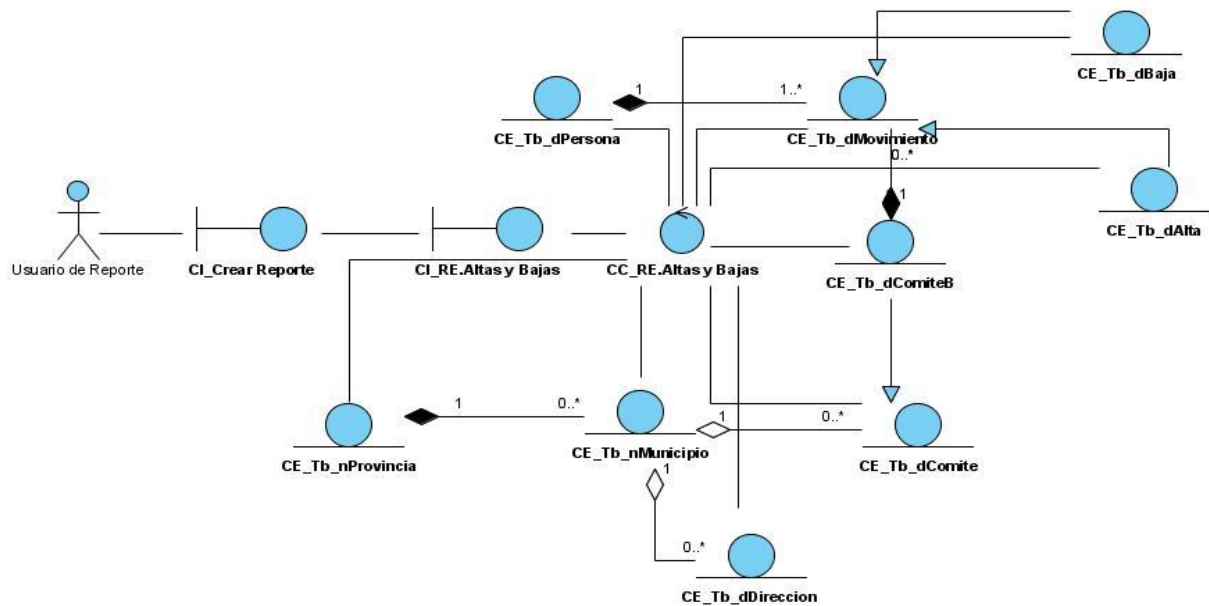 CE_Tb_dBaja
1
1..*
CE_Tb_dPersona
CE_Tb_dMovimiento
0..*
1
CE_Tb_dAlta
Usuario de Reporte
CI_Crear Reporte
CI_RE.Altas y Bajas
CC_RE.Altas y Bajas
CE_Tb_dComiteB
1
0..*
1
0..*
CE_Tb_nProvincia
CE_Tb_nMunicipio
CE_Tb_dComite
1
0..*
CE_Tb_dDireccion